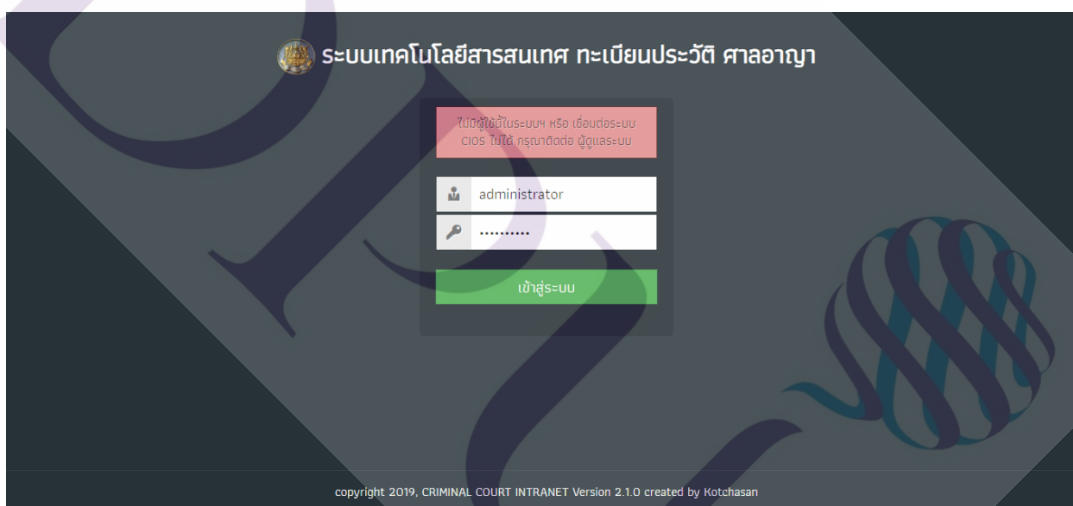 ระบบเทคโนโลยีสารสนเทศ ทะเบียนประวัติ ศาลอาญา
ไม่มีผู้ใช้นี้ในระบบฯ หรือ เชื่อมต่อระบบ
CIOS ไม่ได้ กรุณาติดต่อ ผู้ดูแลระบบ
administrator
••••••••••
เข้าสู่ระบบ
copyright 2019, CRIMINAL COURT INTRANET Version 2.1.0 created by Kotchasan